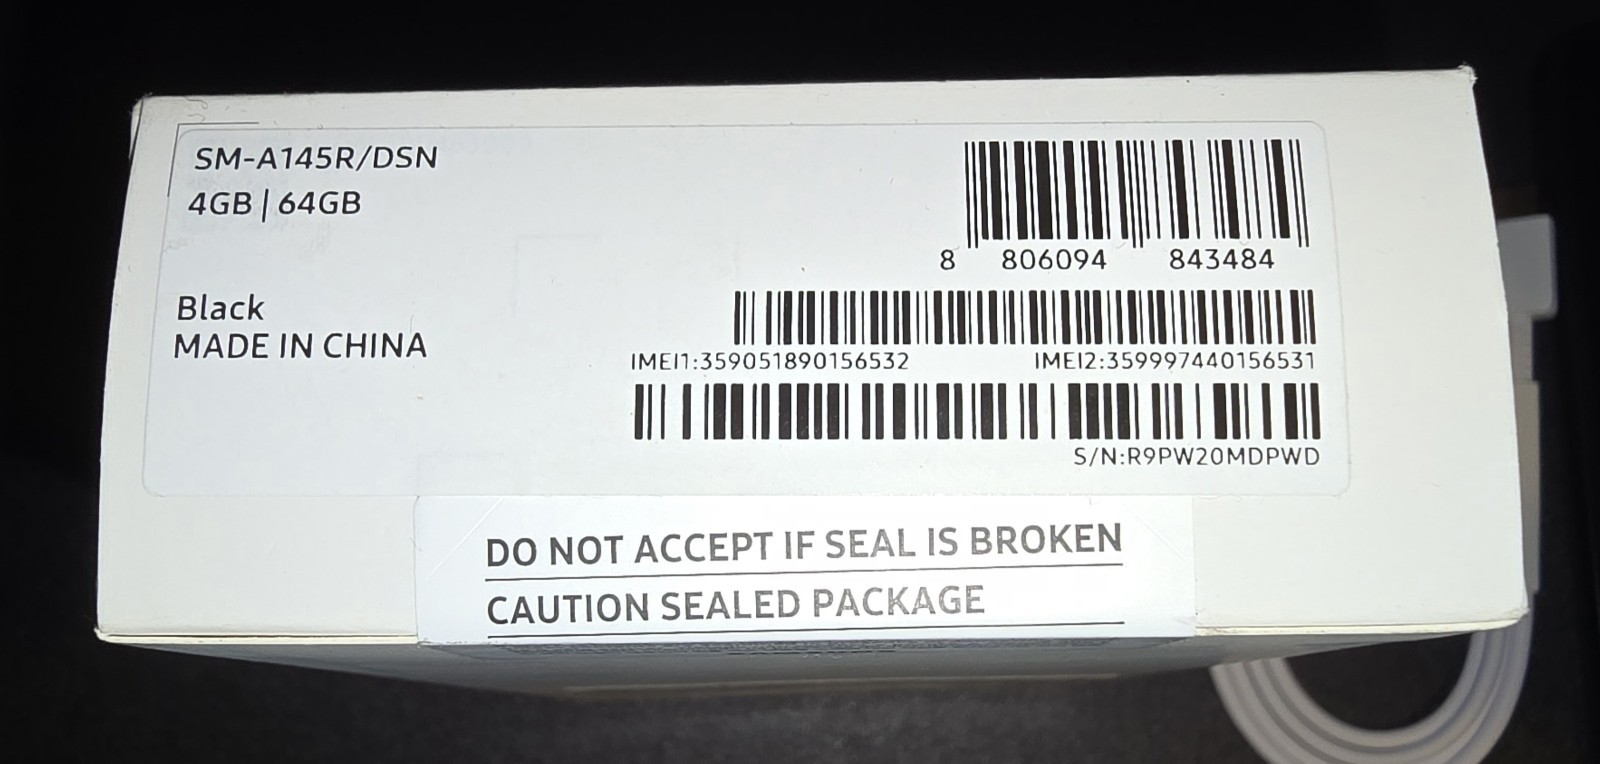 SM-A145R/DSN
4GB | 64GB
Black
MADE IN CHINA
8 806094 843484
IMEI1:359051890156532 IMEI2:359997440156531
S/N:R9PW20MDPWD
DO NOT ACCEPT IF SEAL IS BROKEN
CAUTION SEALED PACKAGE